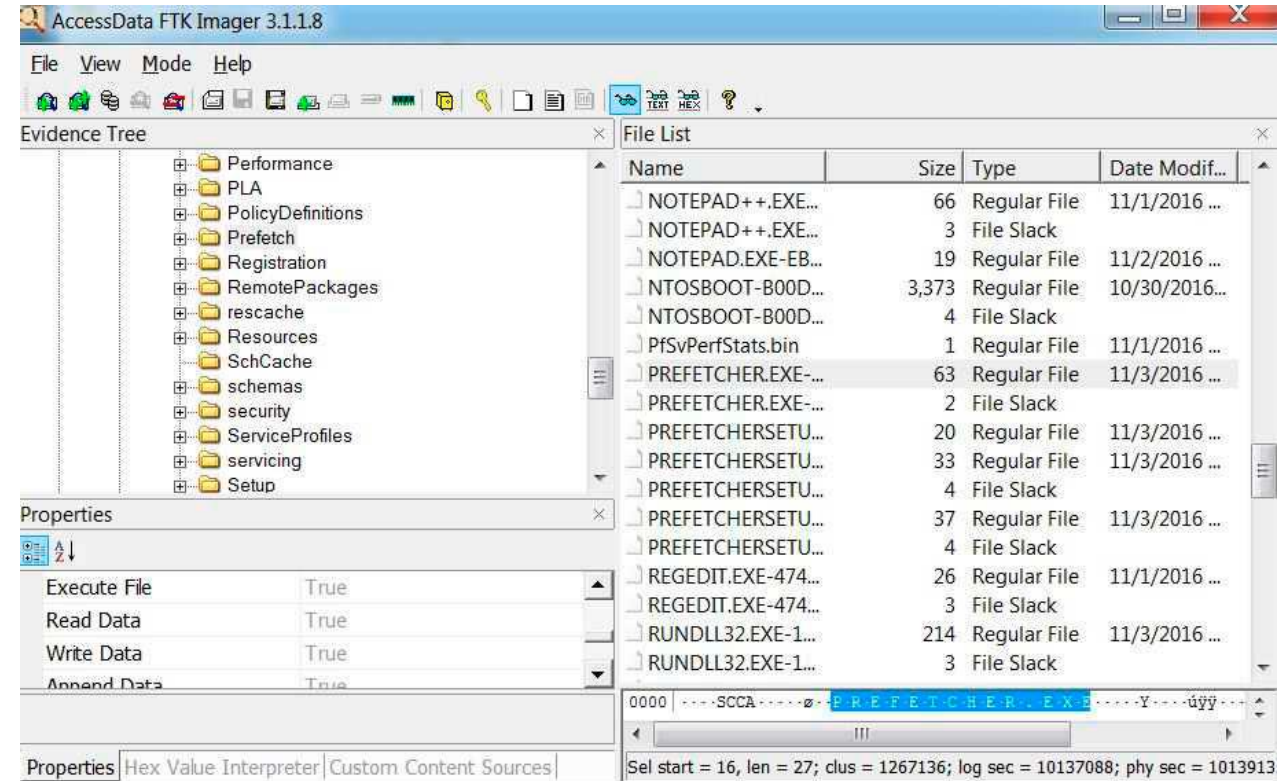 AccessData FTK Imager 3.1.1.8
File View Mode Help
TEXT HEX
Evidence Tree
Performance
PLA
PolicyDefinitions
Prefetch
Registration
RemotePackages
rescache
Resources
SchCache
schemas
security
ServiceProfiles
servicing
Setup
Properties
Execute File True
Read Data True
Write Data True
Append Data True
Properties Hex Value Interpreter Custom Content Sources
File List
Name Size Type Date Modif...
NOTEPAD++.EXE... 66 Regular File 11/1/2016 ...
NOTEPAD++.EXE... 3 File Slack
NOTEPAD.EXE-EB... 19 Regular File 11/2/2016 ...
NTOSBOOT-B00D... 3,373 Regular File 10/30/2016...
NTOSBOOT-B00D... 4 File Slack
PfSvPerfStats.bin 1 Regular File 11/1/2016 ...
PREFETCHER.EXE-... 63 Regular File 11/3/2016 ...
PREFETCHER.EXE-... 2 File Slack
PREFETCHERSETU... 20 Regular File 11/3/2016 ...
PREFETCHERSETU... 33 Regular File 11/3/2016 ...
PREFETCHERSETU... 4 File Slack
PREFETCHERSETU... 37 Regular File 11/3/2016 ...
PREFETCHERSETU... 4 File Slack
REGEDIT.EXE-474... 26 Regular File 11/1/2016 ...
REGEDIT.EXE-474... 3 File Slack
RUNDLL32.EXE-1... 214 Regular File 11/3/2016 ...
RUNDLL32.EXE-1... 3 File Slack
0000 ····SCCA·····ø··P·R·E·F·E·T·C·H·E·R·.·E·X·E·····Y····úÿÿ···
Sel start = 16, len = 27; clus = 1267136; log sec = 10137088; phy sec = 1013913